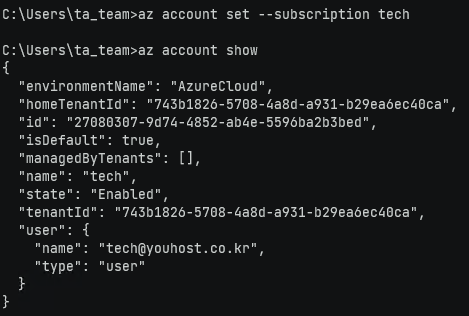 C:\Users\ta_team>az account set --subscription tech
C:\Users\ta_team>az account show
{
  "environmentName": "AzureCloud",
  "homeTenantId": "743b1826-5708-4a8d-a931-b29ea6ec40ca",
  "id": "27080307-9d74-4852-ab4e-5596ba2b3bed",
  "isDefault": true,
  "managedByTenants": [],
  "name": "tech",
  "state": "Enabled",
  "tenantId": "743b1826-5708-4a8d-a931-b29ea6ec40ca",
  "user": {
    "name": "tech@youhost.co.kr",
    "type": "user"
  }
}